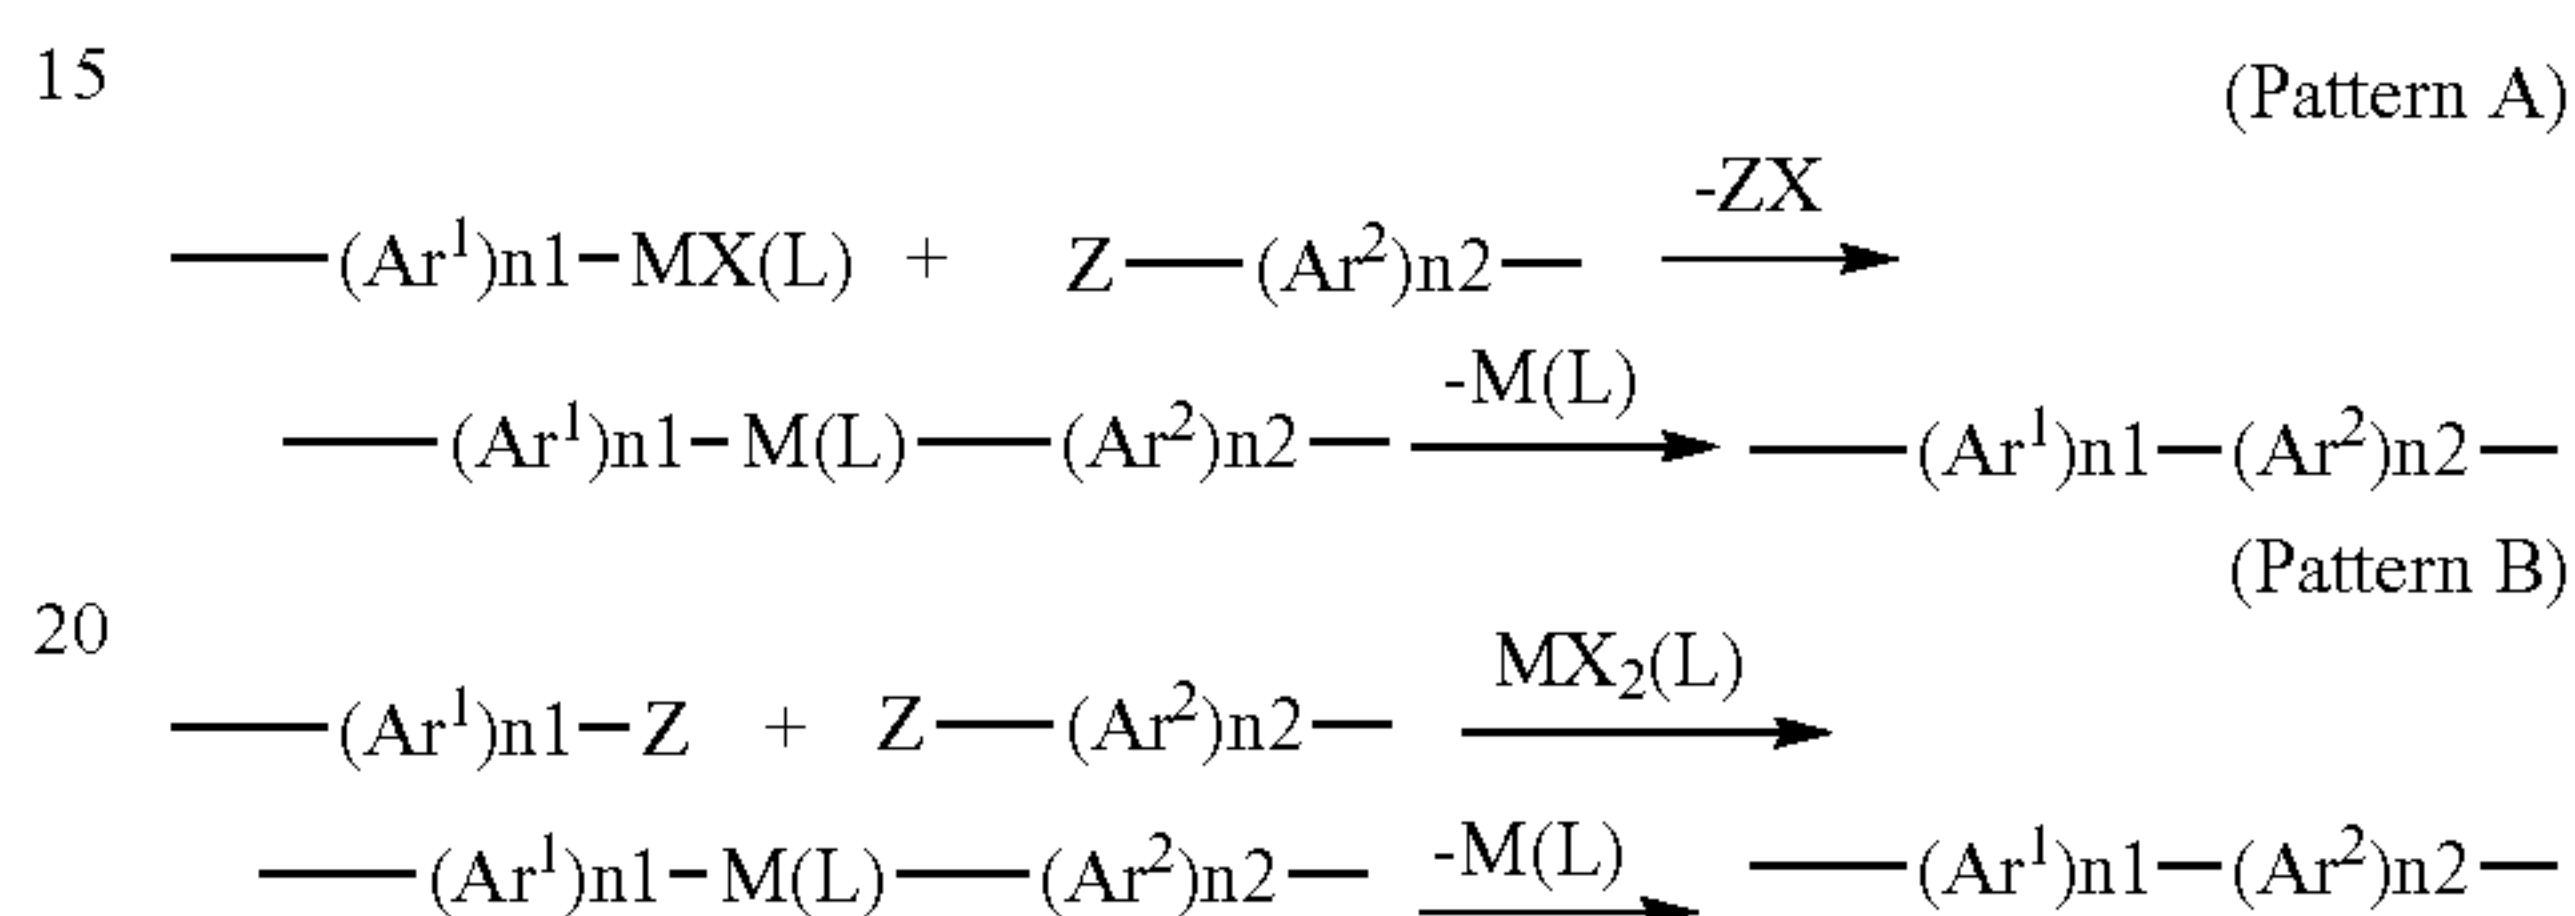 15 (Pattern A)
—(Ar¹)n1—MX(L) + Z—(Ar²)n2— -ZX
—(Ar¹)n1—M(L)—(Ar²)n2— -M(L) —(Ar¹)n1—(Ar²)n2—
(Pattern B)
20
—(Ar¹)n1—Z + Z—(Ar²)n2— MX₂(L)
—(Ar¹)n1—M(L)—(Ar²)n2— -M(L) —(Ar¹)n1—(Ar²)n2—